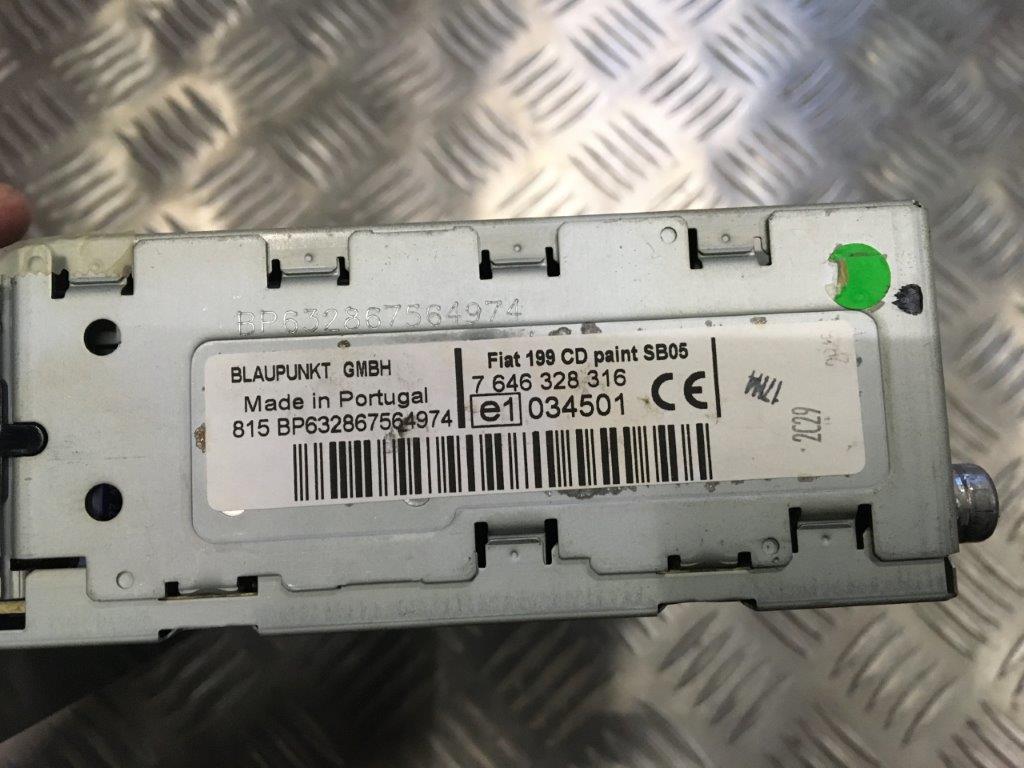 BP632867564974
BLAUPUNKT GMBH
Made in Portugal
815 BP632867564974
Fiat 199 CD paint SB05
7 646 328 316
e1 034501 CE
2C29